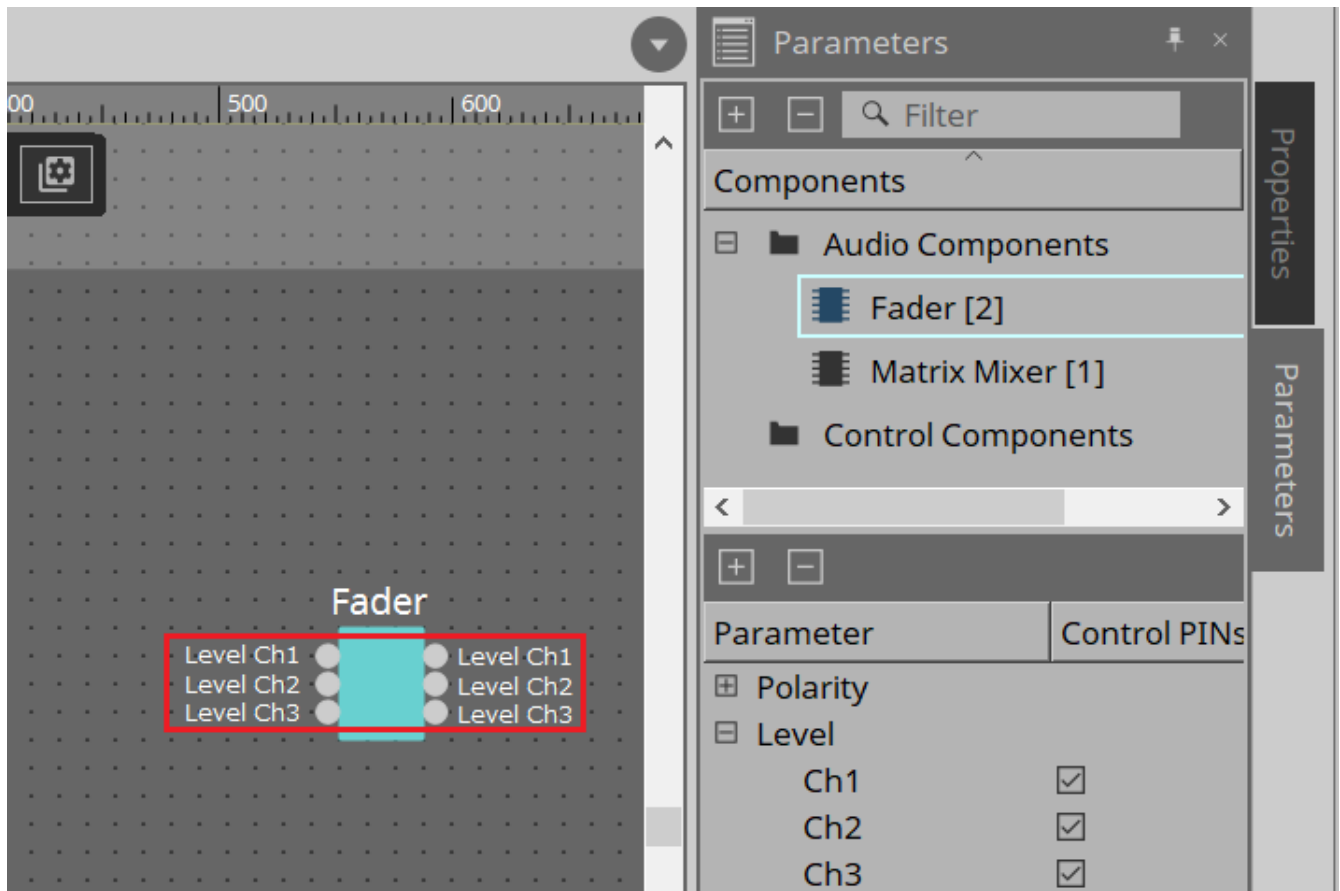 Parameters
00 500 600
Filter
Components
Audio Components
Fader [2]
Matrix Mixer [1]
Control Components
Properties
Parameters
Fader
Level Ch1 Level Ch1
Level Ch2 Level Ch2
Level Ch3 Level Ch3
Parameter Control PINs
Polarity
Level
Ch1
Ch2
Ch3